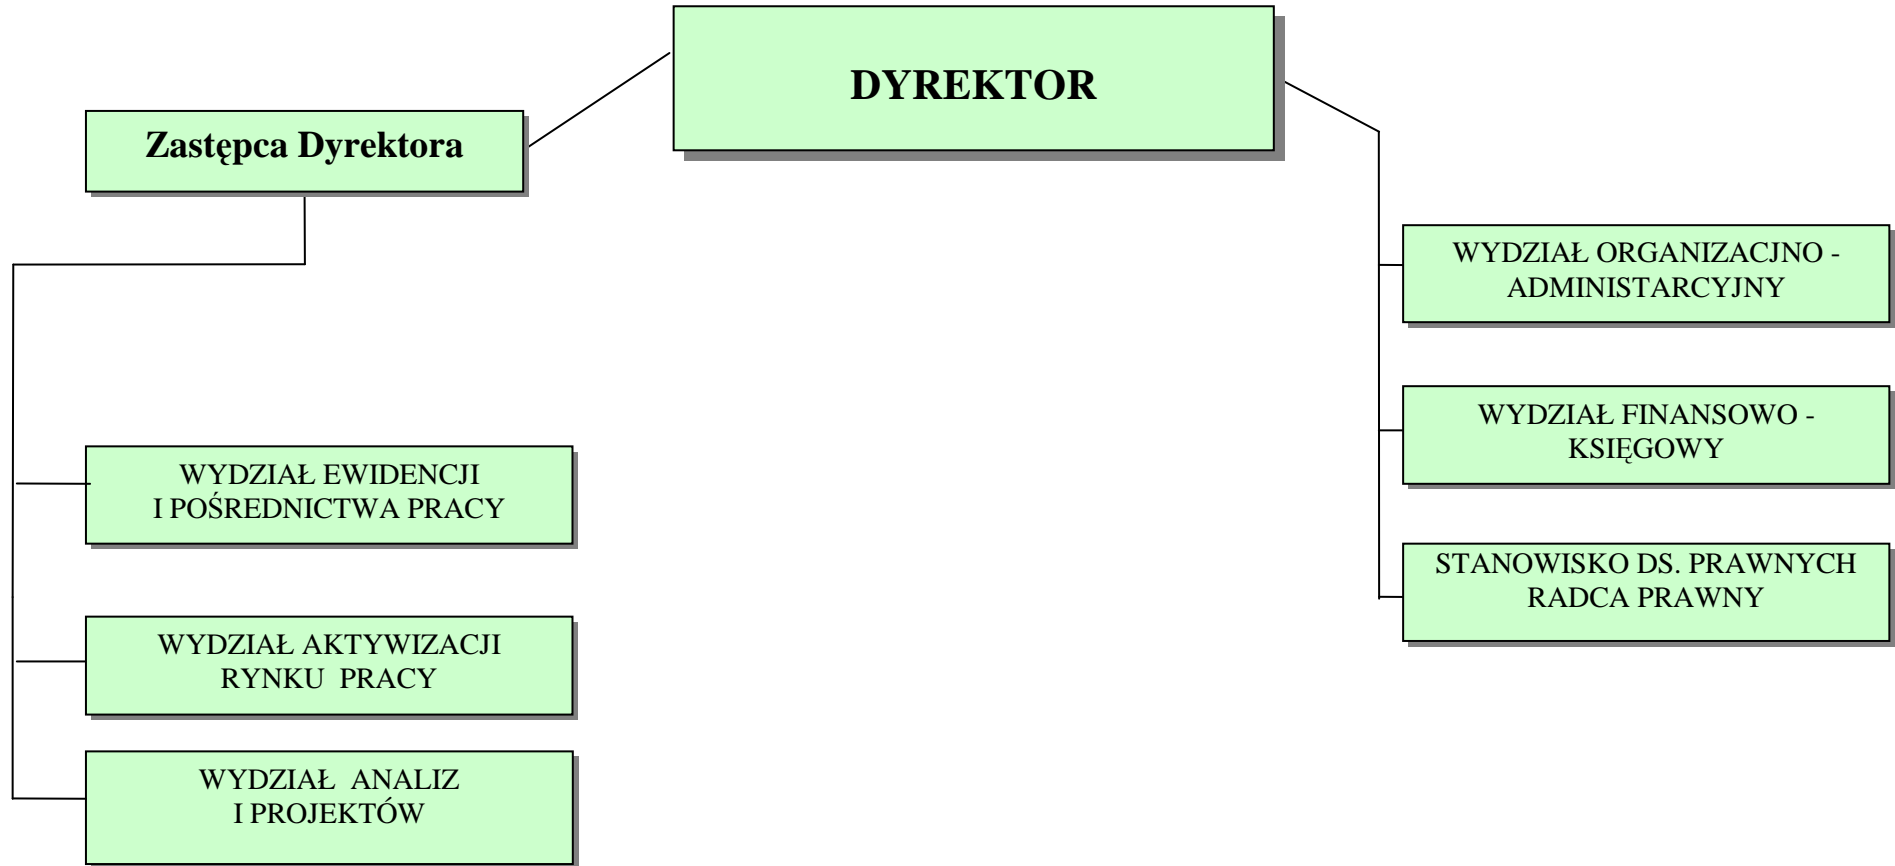 DYREKTOR
Zastępca Dyrektora
WYDZIAŁ ORGANIZACJNO -
ADMINISTARCYJNY
WYDZIAŁ FINANSOWO -
KSIĘGOWY
STANOWISKO DS. PRAWNYCH
RADCA PRAWNY
WYDZIAŁ EWIDENCJI
I POŚREDNICTWA PRACY
WYDZIAŁ AKTYWIZACJI
RYNKU PRACY
WYDZIAŁ ANALIZ
I PROJEKTÓW